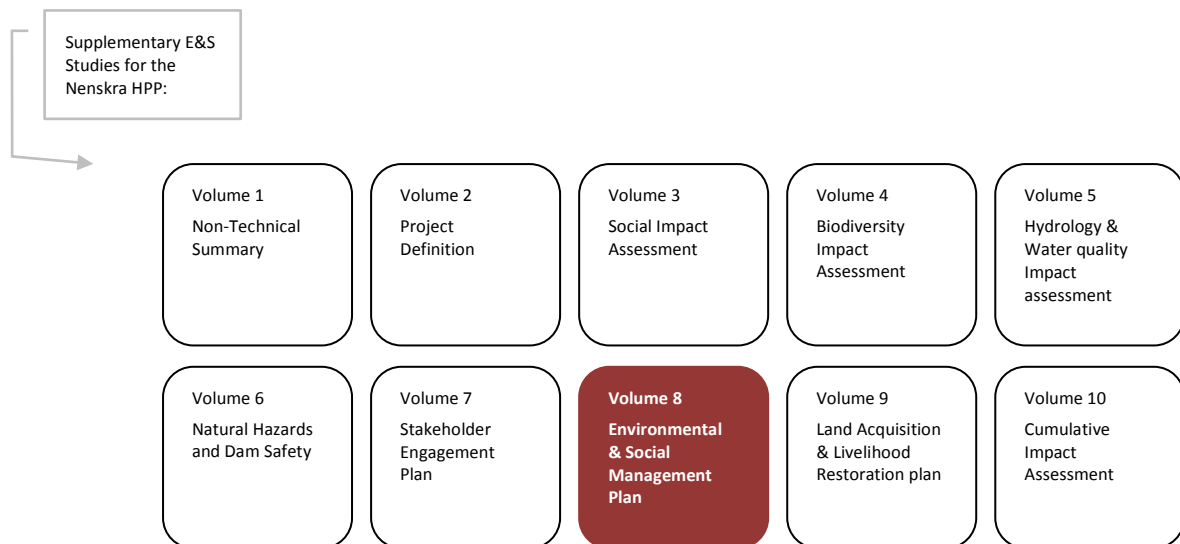 Supplementary E&S
Studies for the
Nenskra HPP:
Volume 1
Non-Technical
Summary
Volume 2
Project
Definition
Volume 3
Social Impact
Assessment
Volume 4
Biodiversity
Impact
Assessment
Volume 5
Hydrology &
Water quality
Impact
assessment
Volume 6
Natural Hazards
and Dam Safety
Volume 7
Stakeholder
Engagement
Plan
Volume 8
Environmental
& Social
Management
Plan
Volume 9
Land Acquisition
& Livelihood
Restoration plan
Volume 10
Cumulative
Impact
Assessment